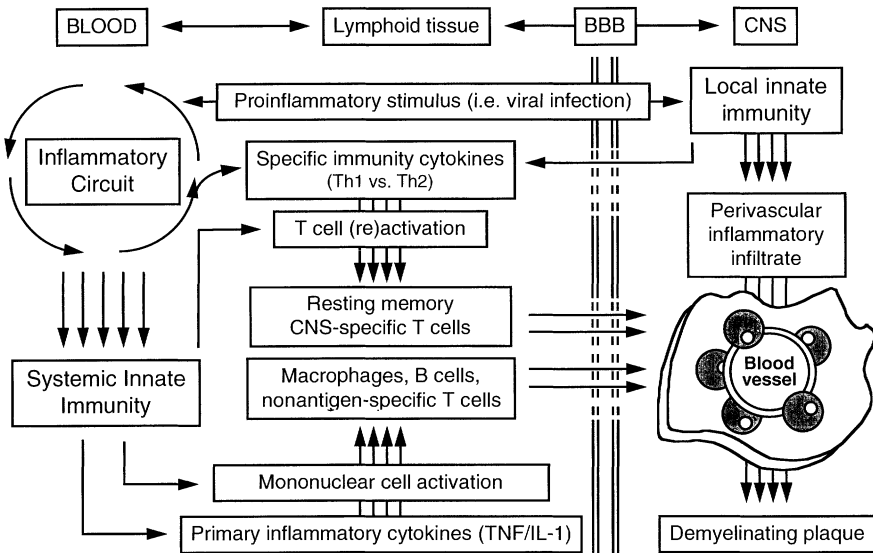 BLOOD
Lymphoid tissue
BBB
CNS
Proinflammatory stimulus (i.e. viral infection)
Local innate
immunity
Inflammatory
Circuit
Specific immunity cytokines
(Th1 vs. Th2)
T cell (re)activation
Perivascular
inflammatory
infiltrate
Resting memory
CNS-specific T cells
Systemic Innate
Immunity
Macrophages, B cells,
nonantigen-specific T cells
Blood
vessel
Mononuclear cell activation
Primary inflammatory cytokines (TNF/IL-1)
Demyelinating plaque